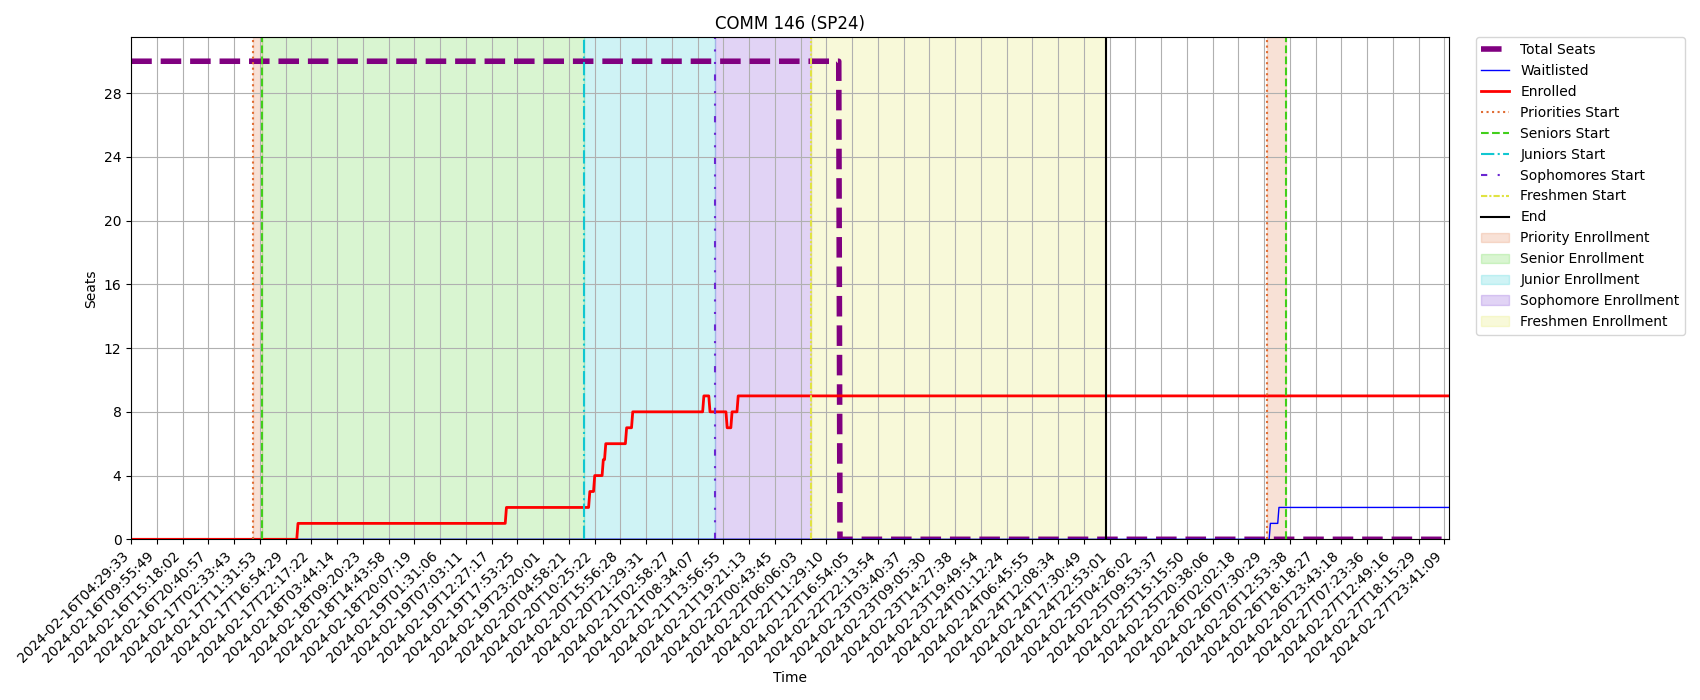 COMM 146 (SP24)
Total Seats
Waitlisted
Enrolled
Priorities Start
Seniors Start
Juniors Start
Sophomores Start
Freshmen Start
End
Priority Enrollment
Senior Enrollment
Junior Enrollment
Sophomore Enrollment
Freshmen Enrollment
Seats
28
24
20
16
12
8
4
0
2024-02-16T04:29:33
2024-02-16T09:55:49
2024-02-16T15:18:02
2024-02-16T20:40:57
2024-02-17T02:33:43
2024-02-17T11:31:53
2024-02-17T16:54:29
2024-02-17T22:17:22
2024-02-18T03:44:14
2024-02-18T09:20:23
2024-02-18T14:43:58
2024-02-18T20:07:19
2024-02-19T01:31:06
2024-02-19T07:03:11
2024-02-19T12:27:17
2024-02-19T17:53:25
2024-02-19T23:20:01
2024-02-20T04:58:21
2024-02-20T10:25:22
2024-02-20T15:56:28
2024-02-20T21:29:31
2024-02-21T02:58:27
2024-02-21T08:34:07
2024-02-21T13:56:55
2024-02-21T19:21:13
2024-02-22T00:43:45
2024-02-22T06:06:03
2024-02-22T11:29:10
2024-02-22T16:54:05
2024-02-22T22:13:54
2024-02-23T03:40:37
2024-02-23T09:05:30
2024-02-23T14:27:38
2024-02-23T19:49:54
2024-02-24T01:12:24
2024-02-24T06:45:55
2024-02-24T12:08:34
2024-02-24T17:30:49
2024-02-24T22:53:01
2024-02-25T04:26:02
2024-02-25T09:53:37
2024-02-25T15:15:50
2024-02-25T20:38:06
2024-02-26T02:02:18
2024-02-26T07:30:29
2024-02-26T12:53:38
2024-02-26T18:18:27
2024-02-26T23:43:18
2024-02-27T07:23:36
2024-02-27T12:49:16
2024-02-27T18:15:29
2024-02-27T23:41:09
Time